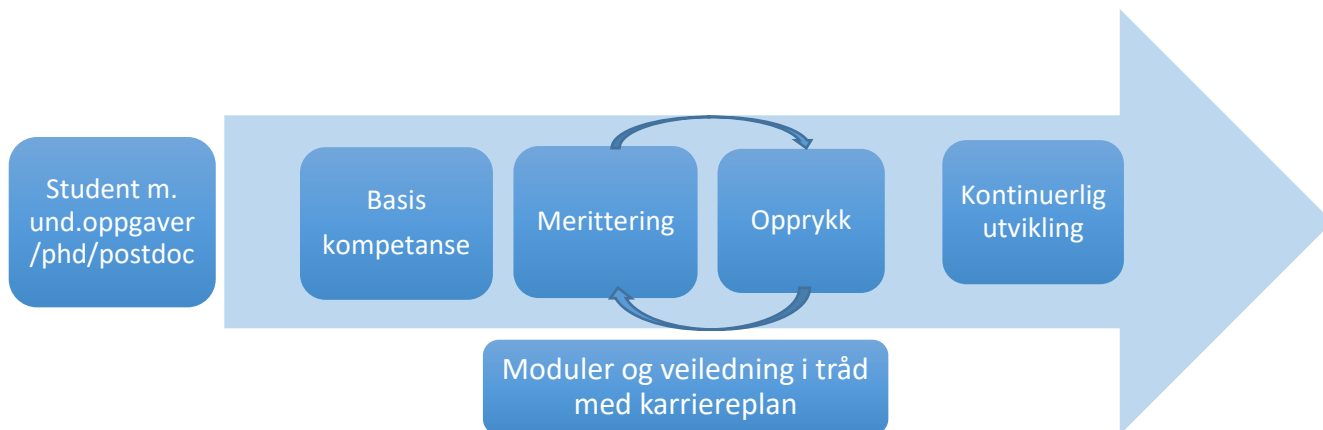 Student m.
und.oppgaver
/phd/postdoc
Basis
kompetanse
Merittering
Opprykk
Kontinuerlig
utvikling
Moduler og veiledning i tråd
med karriereplan